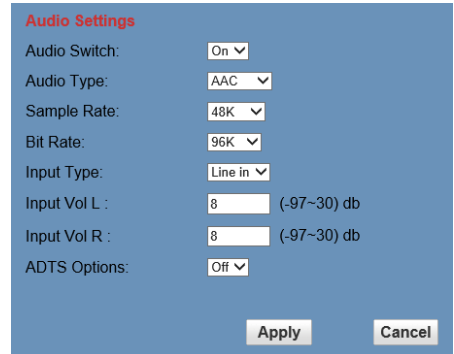 Audio Settings
Audio Switch: On
Audio Type: AAC
Sample Rate: 48K
Bit Rate: 96K
Input Type: Line in
Input Vol L : 8 (-97~30) db
Input Vol R : 8 (-97~30) db
ADTS Options: Off
Apply Cancel